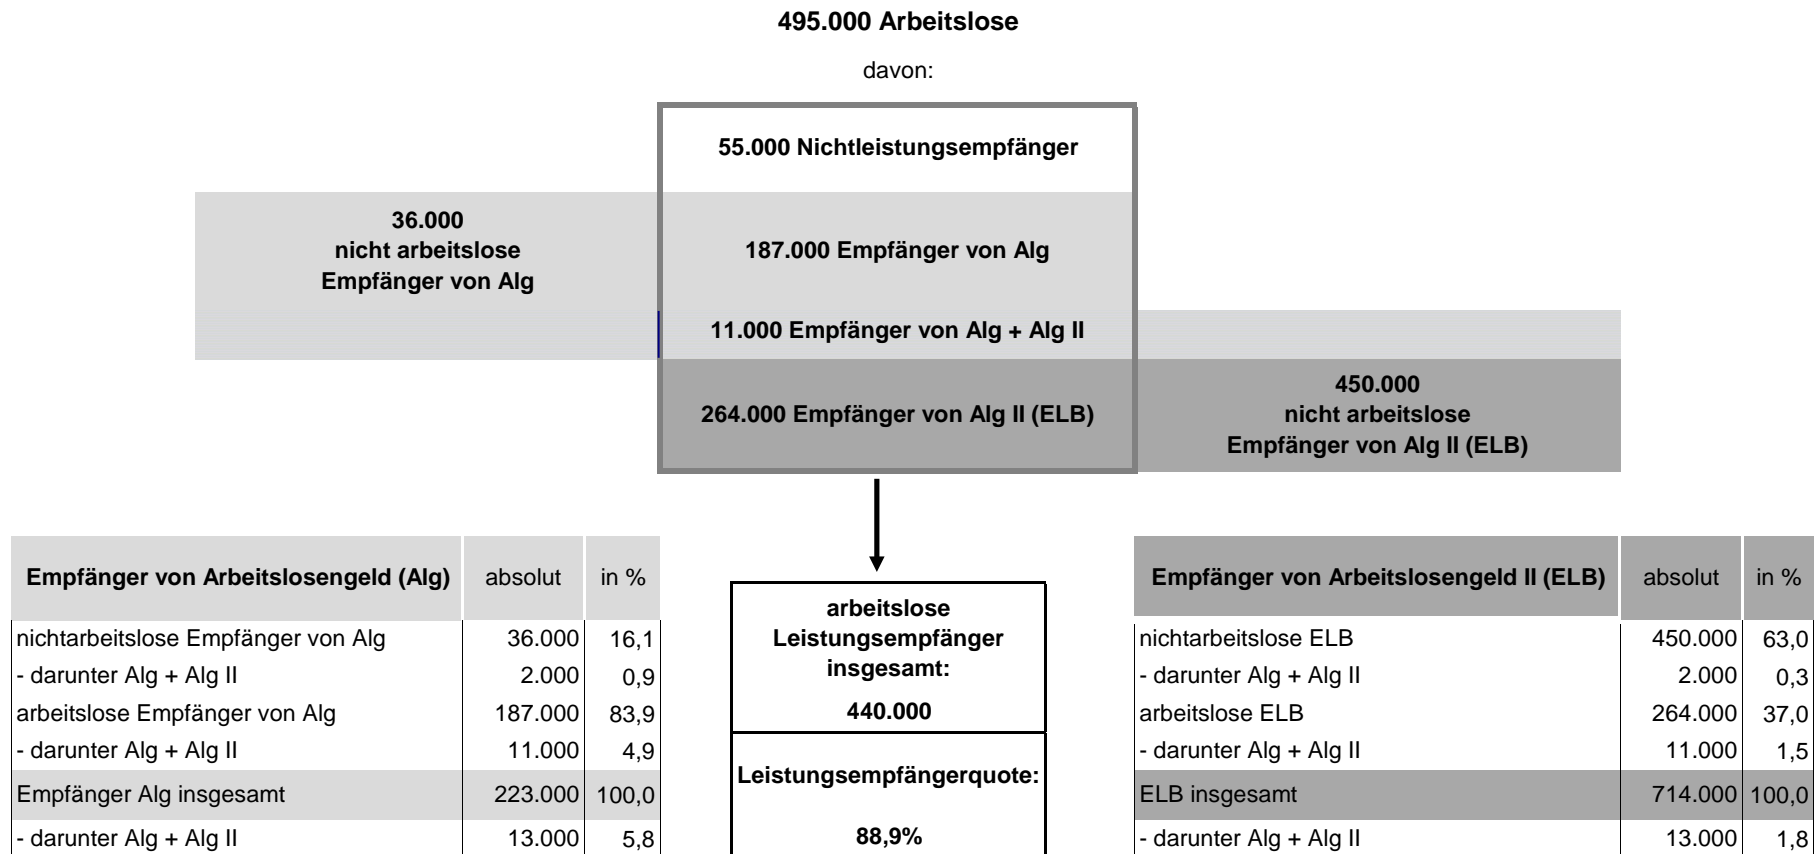 495.000 Arbeitslose
davon:
55.000 Nichtleistungsempfänger
36.000
nicht arbeitslose
Empfänger von Alg
187.000 Empfänger von Alg
11.000 Empfänger von Alg + Alg II
264.000 Empfänger von Alg II (ELB)
450.000
nicht arbeitslose
Empfänger von Alg II (ELB)
Empfänger von Arbeitslosengeld (Alg) absolut in %
nichtarbeitslose Empfänger von Alg 36.000 16,1
- darunter Alg + Alg II 2.000 0,9
arbeitslose Empfänger von Alg 187.000 83,9
- darunter Alg + Alg II 11.000 4,9
Empfänger Alg insgesamt 223.000 100,0
- darunter Alg + Alg II 13.000 5,8
arbeitslose
Leistungsempfänger
insgesamt:
440.000
Leistungsempfängerquote:
88,9%
Empfänger von Arbeitslosengeld II (ELB) absolut in %
nichtarbeitslose ELB 450.000 63,0
- darunter Alg + Alg II 2.000 0,3
arbeitslose ELB 264.000 37,0
- darunter Alg + Alg II 11.000 1,5
ELB insgesamt 714.000 100,0
- darunter Alg + Alg II 13.000 1,8